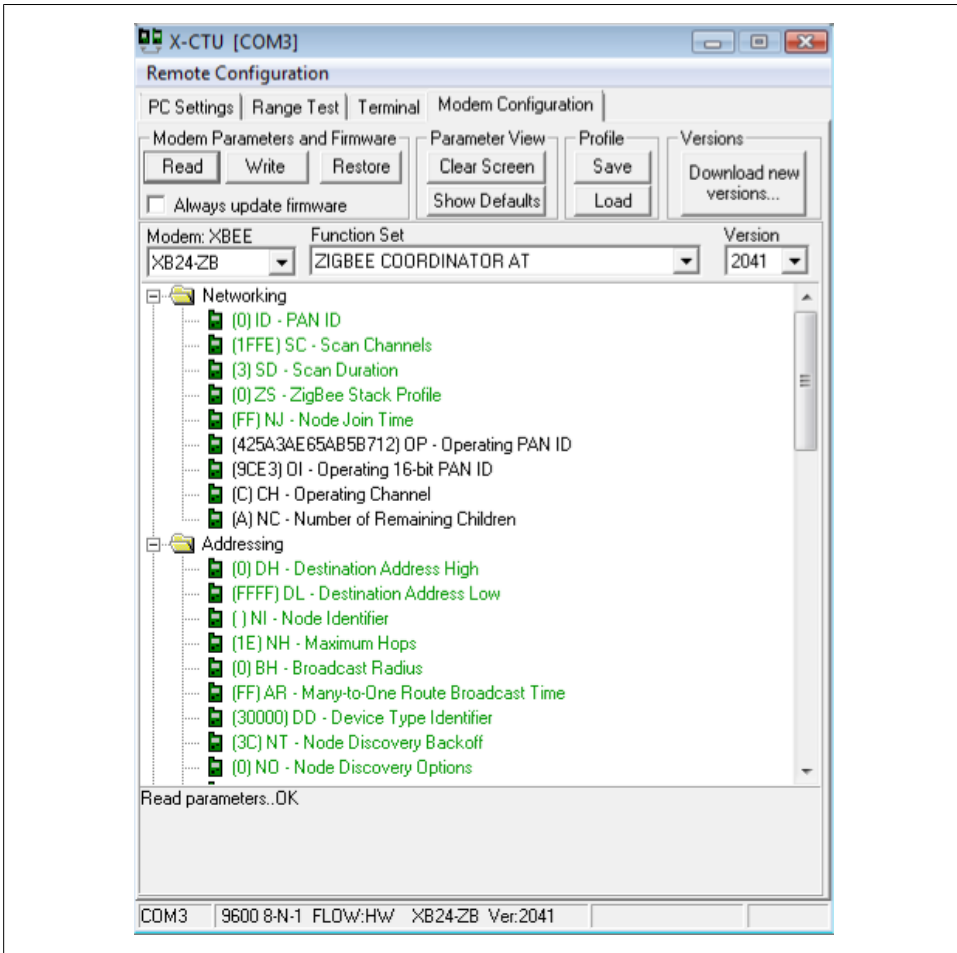 X-CTU [COM3]
Remote Configuration
PC Settings Range Test Terminal Modem Configuration
Modem Parameters and Firmware Parameter View Profile Versions
Read Write Restore Clear Screen Save Download new versions...
Always update firmware Show Defaults Load
Modem: XBEE Function Set Version
XB24-ZB ZIGBEE COORDINATOR AT 2041
Networking
(0) ID - PAN ID
(1FFE) SC - Scan Channels
(3) SD - Scan Duration
(0) ZS - ZigBee Stack Profile
(FF) NJ - Node Join Time
(425A3AE65AB5B712) OP - Operating PAN ID
(9CE3) OI - Operating 16-bit PAN ID
(C) CH - Operating Channel
(A) NC - Number of Remaining Children
Addressing
(0) DH - Destination Address High
(FFFF) DL - Destination Address Low
( ) NI - Node Identifier
(1E) NH - Maximum Hops
(0) BH - Broadcast Radius
(FF) AR - Many-to-One Route Broadcast Time
(30000) DD - Device Type Identifier
(3C) NT - Node Discovery Backoff
(0) NO - Node Discovery Options
Read parameters..OK
COM3 9600 8-N-1 FLOW:HW XB24-ZB Ver:2041